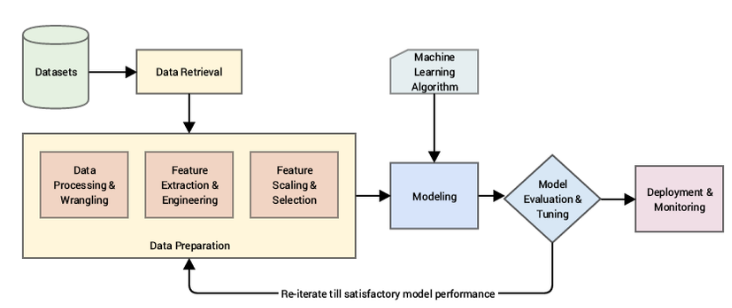 Datasets
Data Retrieval
Machine
Learning
Algorithm
Data
Processing &
Wrangling
Feature
Extraction &
Engineering
Feature
Scaling &
Selection
Data Preparation
Modeling
Model
Evaluation &
Tuning
Deployment &
Monitoring
Re-iterate till satisfactory model performance